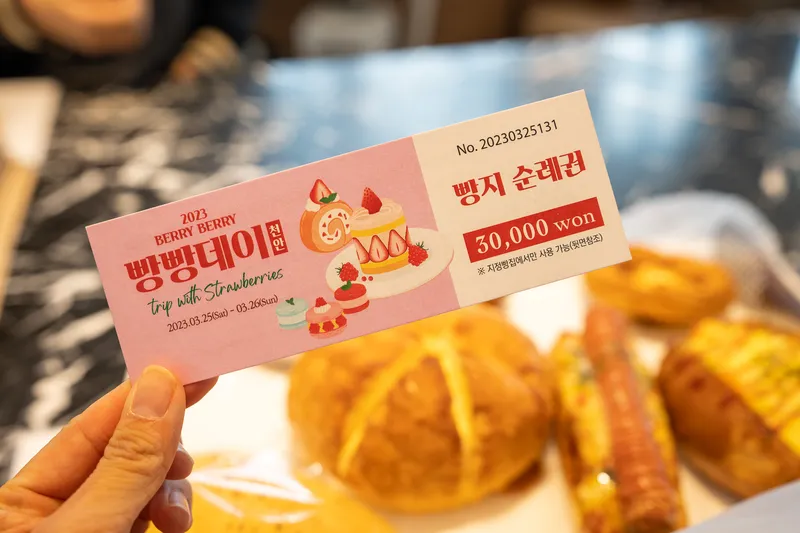 2023
BERRY BERRY
빵빵데이 천안
trip with Strawberries
2023.03.25(Sat) - 03.26(Sun)
No. 20230325131
빵지 순례권
30,000 won
※ 지정빵집에서만 사용 가능(뒷면참조)